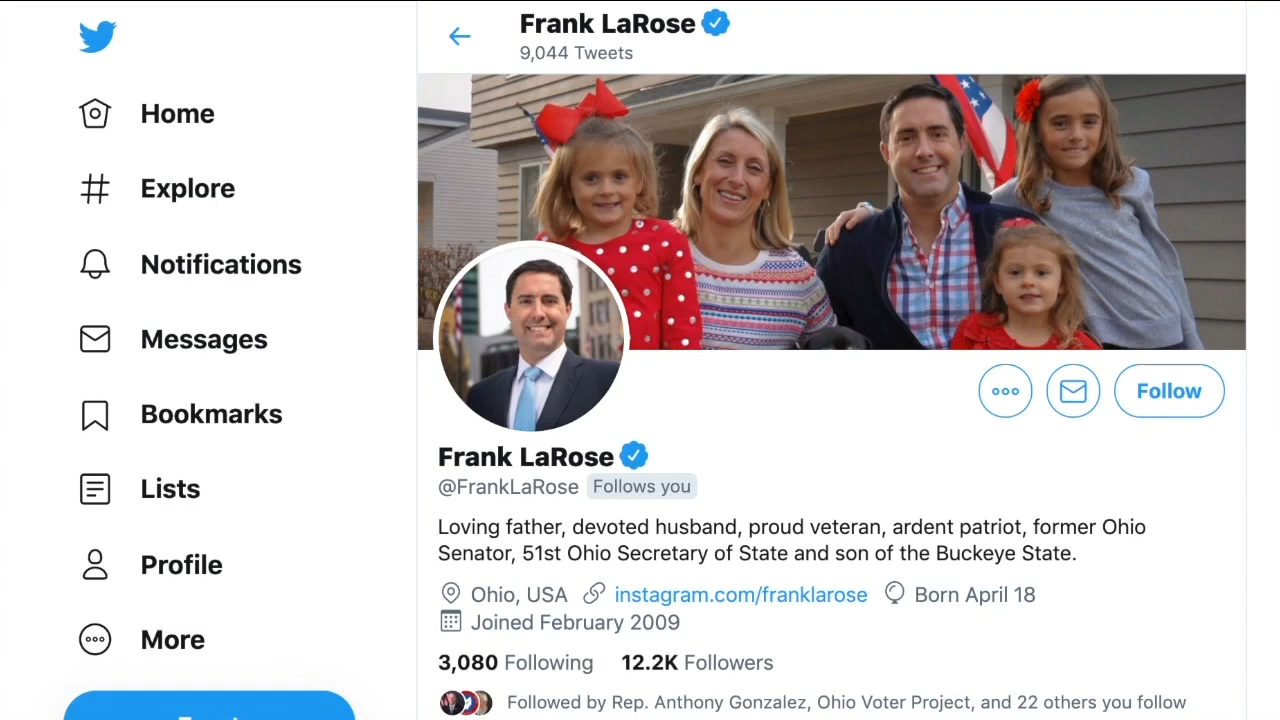 Frank LaRose
9,044 Tweets
Home
Explore
Notifications
Messages
Bookmarks
Lists
Profile
More
Follow
Frank LaRose
@FrankLaRose Follows you
Loving father, devoted husband, proud veteran, ardent patriot, former Ohio
Senator, 51st Ohio Secretary of State and son of the Buckeye State.
Ohio, USA instagram.com/franklarose Born April 18
Joined February 2009
3,080 Following 12.2K Followers
Followed by Rep. Anthony Gonzalez, Ohio Voter Project, and 22 others you follow